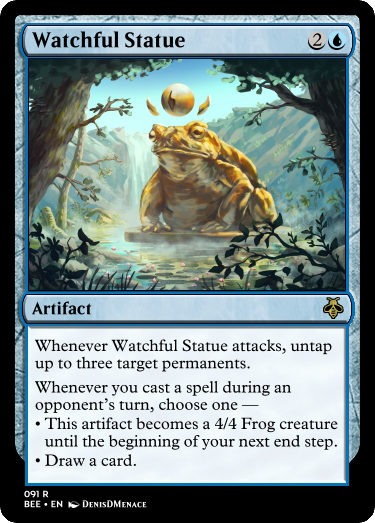 Watchful Statue 2
Artifact
Whenever Watchful Statue attacks, untap
up to three target permanents.
Whenever you cast a spell during an
opponent's turn, choose one —
• This artifact becomes a 4/4 Frog creature
until the beginning of your next end step.
• Draw a card.
091 R
BEE • EN DenisDMenace